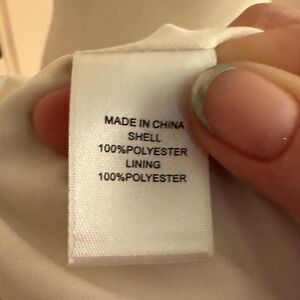 MADE IN CHINA
SHELL
100%POLYESTER
LINING
100%POLYESTER